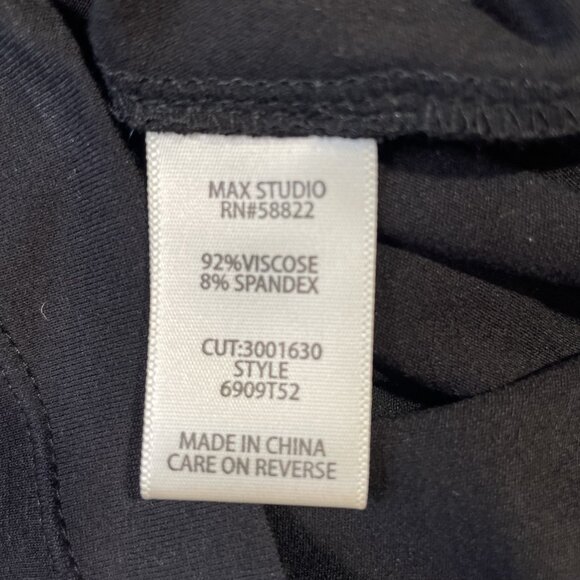 MAX STUDIO
RN#58822
92%VISCOSE
8% SPANDEX
CUT:3001630
STYLE
6909T52
MADE IN CHINA
CARE ON REVERSE